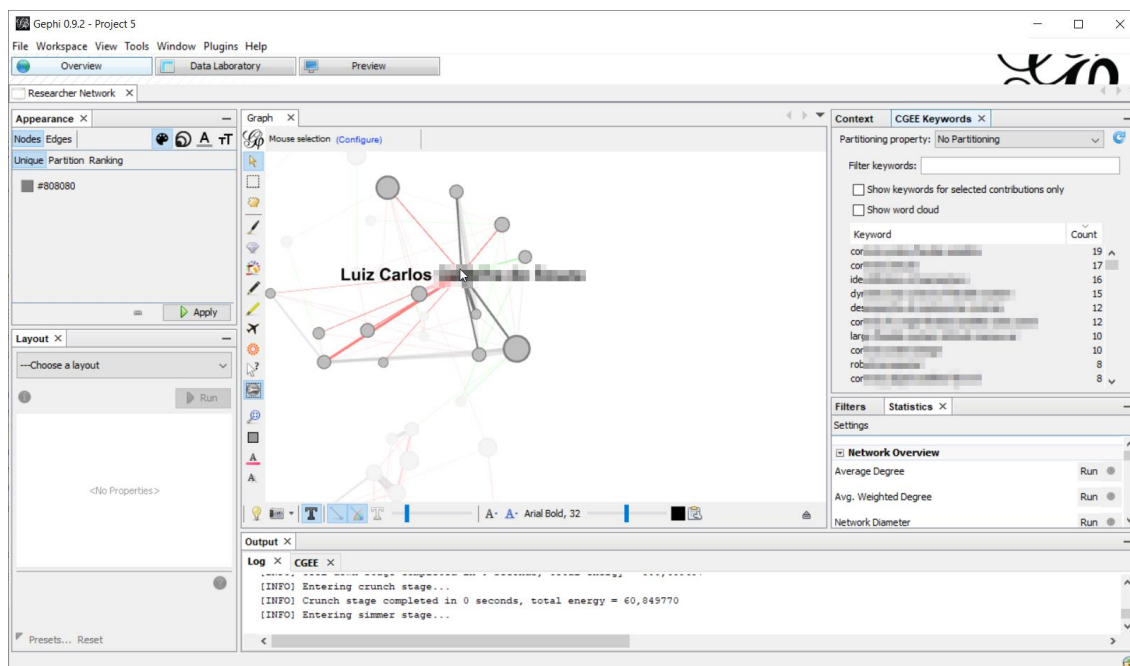 Gephi 0.9.2 - Project 5
File Workspace View Tools Window Plugins Help
Overview Data Laboratory Preview
Researcher Network
Appearance
Nodes Edges
Unique Partition Ranking
#808080
Apply
Layout
---Choose a layout
Run
<No Properties>
Presets... Reset
Graph
Mouse selection (Configure)
Luiz Carlos
Arial Bold, 32
Context CGEE Keywords
Partitioning property: No Partitioning
Filter keywords:
Show keywords for selected contributions only
Show word cloud
Keyword Count
19
17
16
15
12
12
10
10
8
8
Filters Statistics
Settings
Network Overview
Average Degree Run
Avg. Weighted Degree Run
Network Diameter Run
Output
Log CGEE
[INFO] Entering crunch stage...
[INFO] Crunch stage completed in 0 seconds, total energy = 60,849770
[INFO] Entering simmer stage...